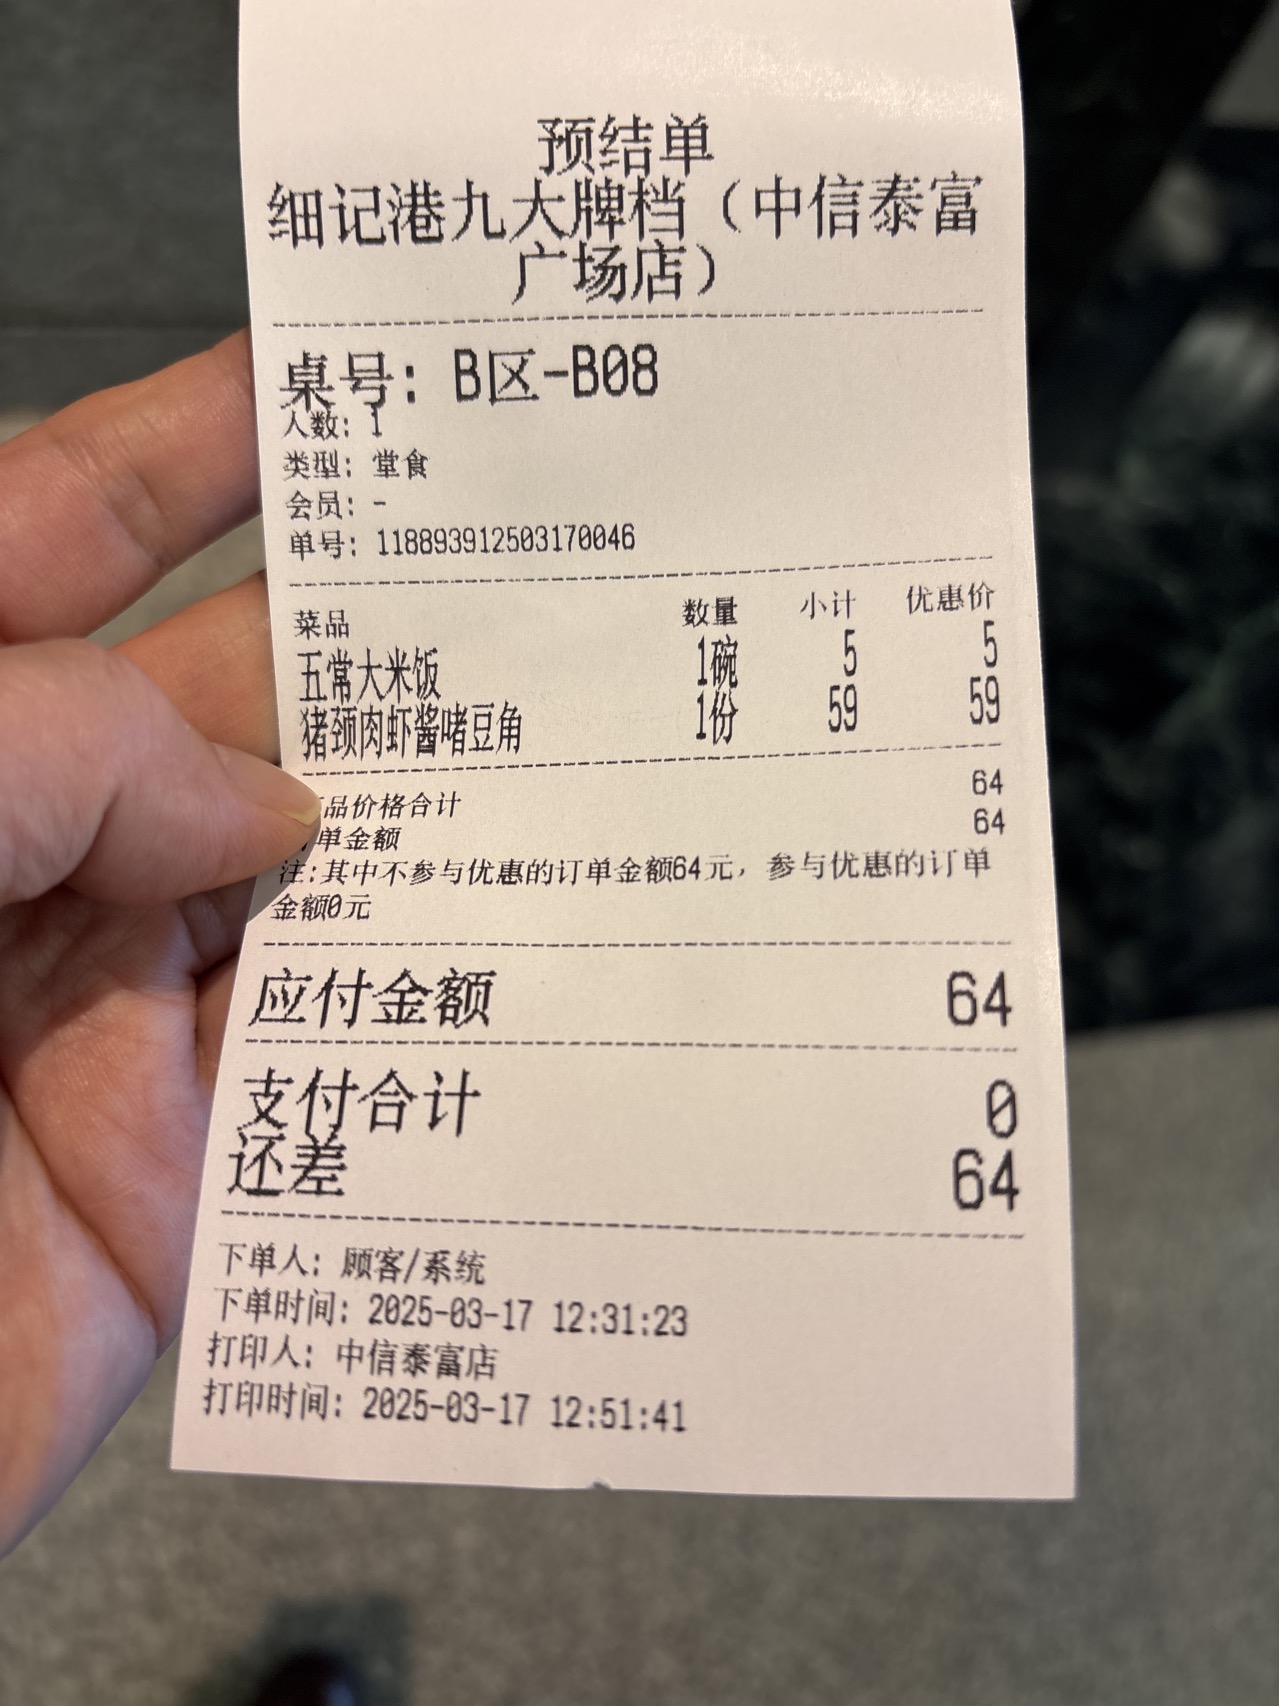 预结单
细记港九大牌档（中信泰富
广场店）
桌号: B区-B08
人数: 1
类型: 堂食
会员: -
单号: 118893912503170046
菜品 数量 小计 优惠价
五常大米饭 1碗 5 5
猪颈肉虾酱啫豆角 1份 59 59
品价格合计 64
单金额 64
注:其中不参与优惠的订单金额64元，参与优惠的订单
金额0元
应付金额 64
支付合计 0
还差 64
下单人: 顾客/系统
下单时间: 2025-03-17 12:31:23
打印人: 中信泰富店
打印时间: 2025-03-17 12:51:41